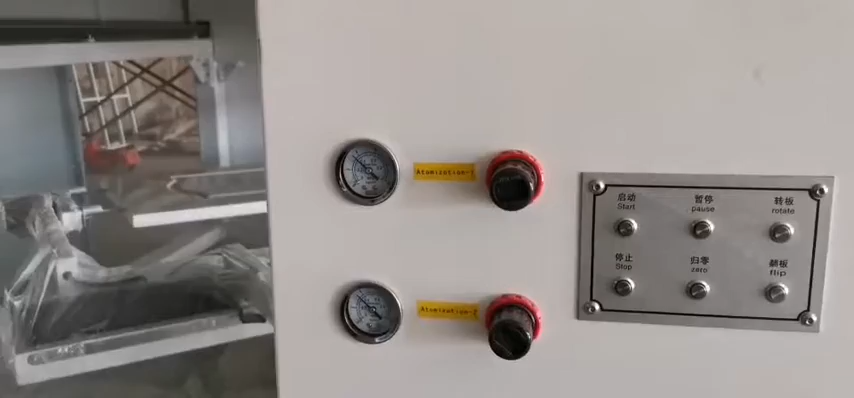 Atomization-1
启动
Start
暂停
pause
转板
rotate
停止
Stop
归零
zero
翻板
flip
Atomization-2